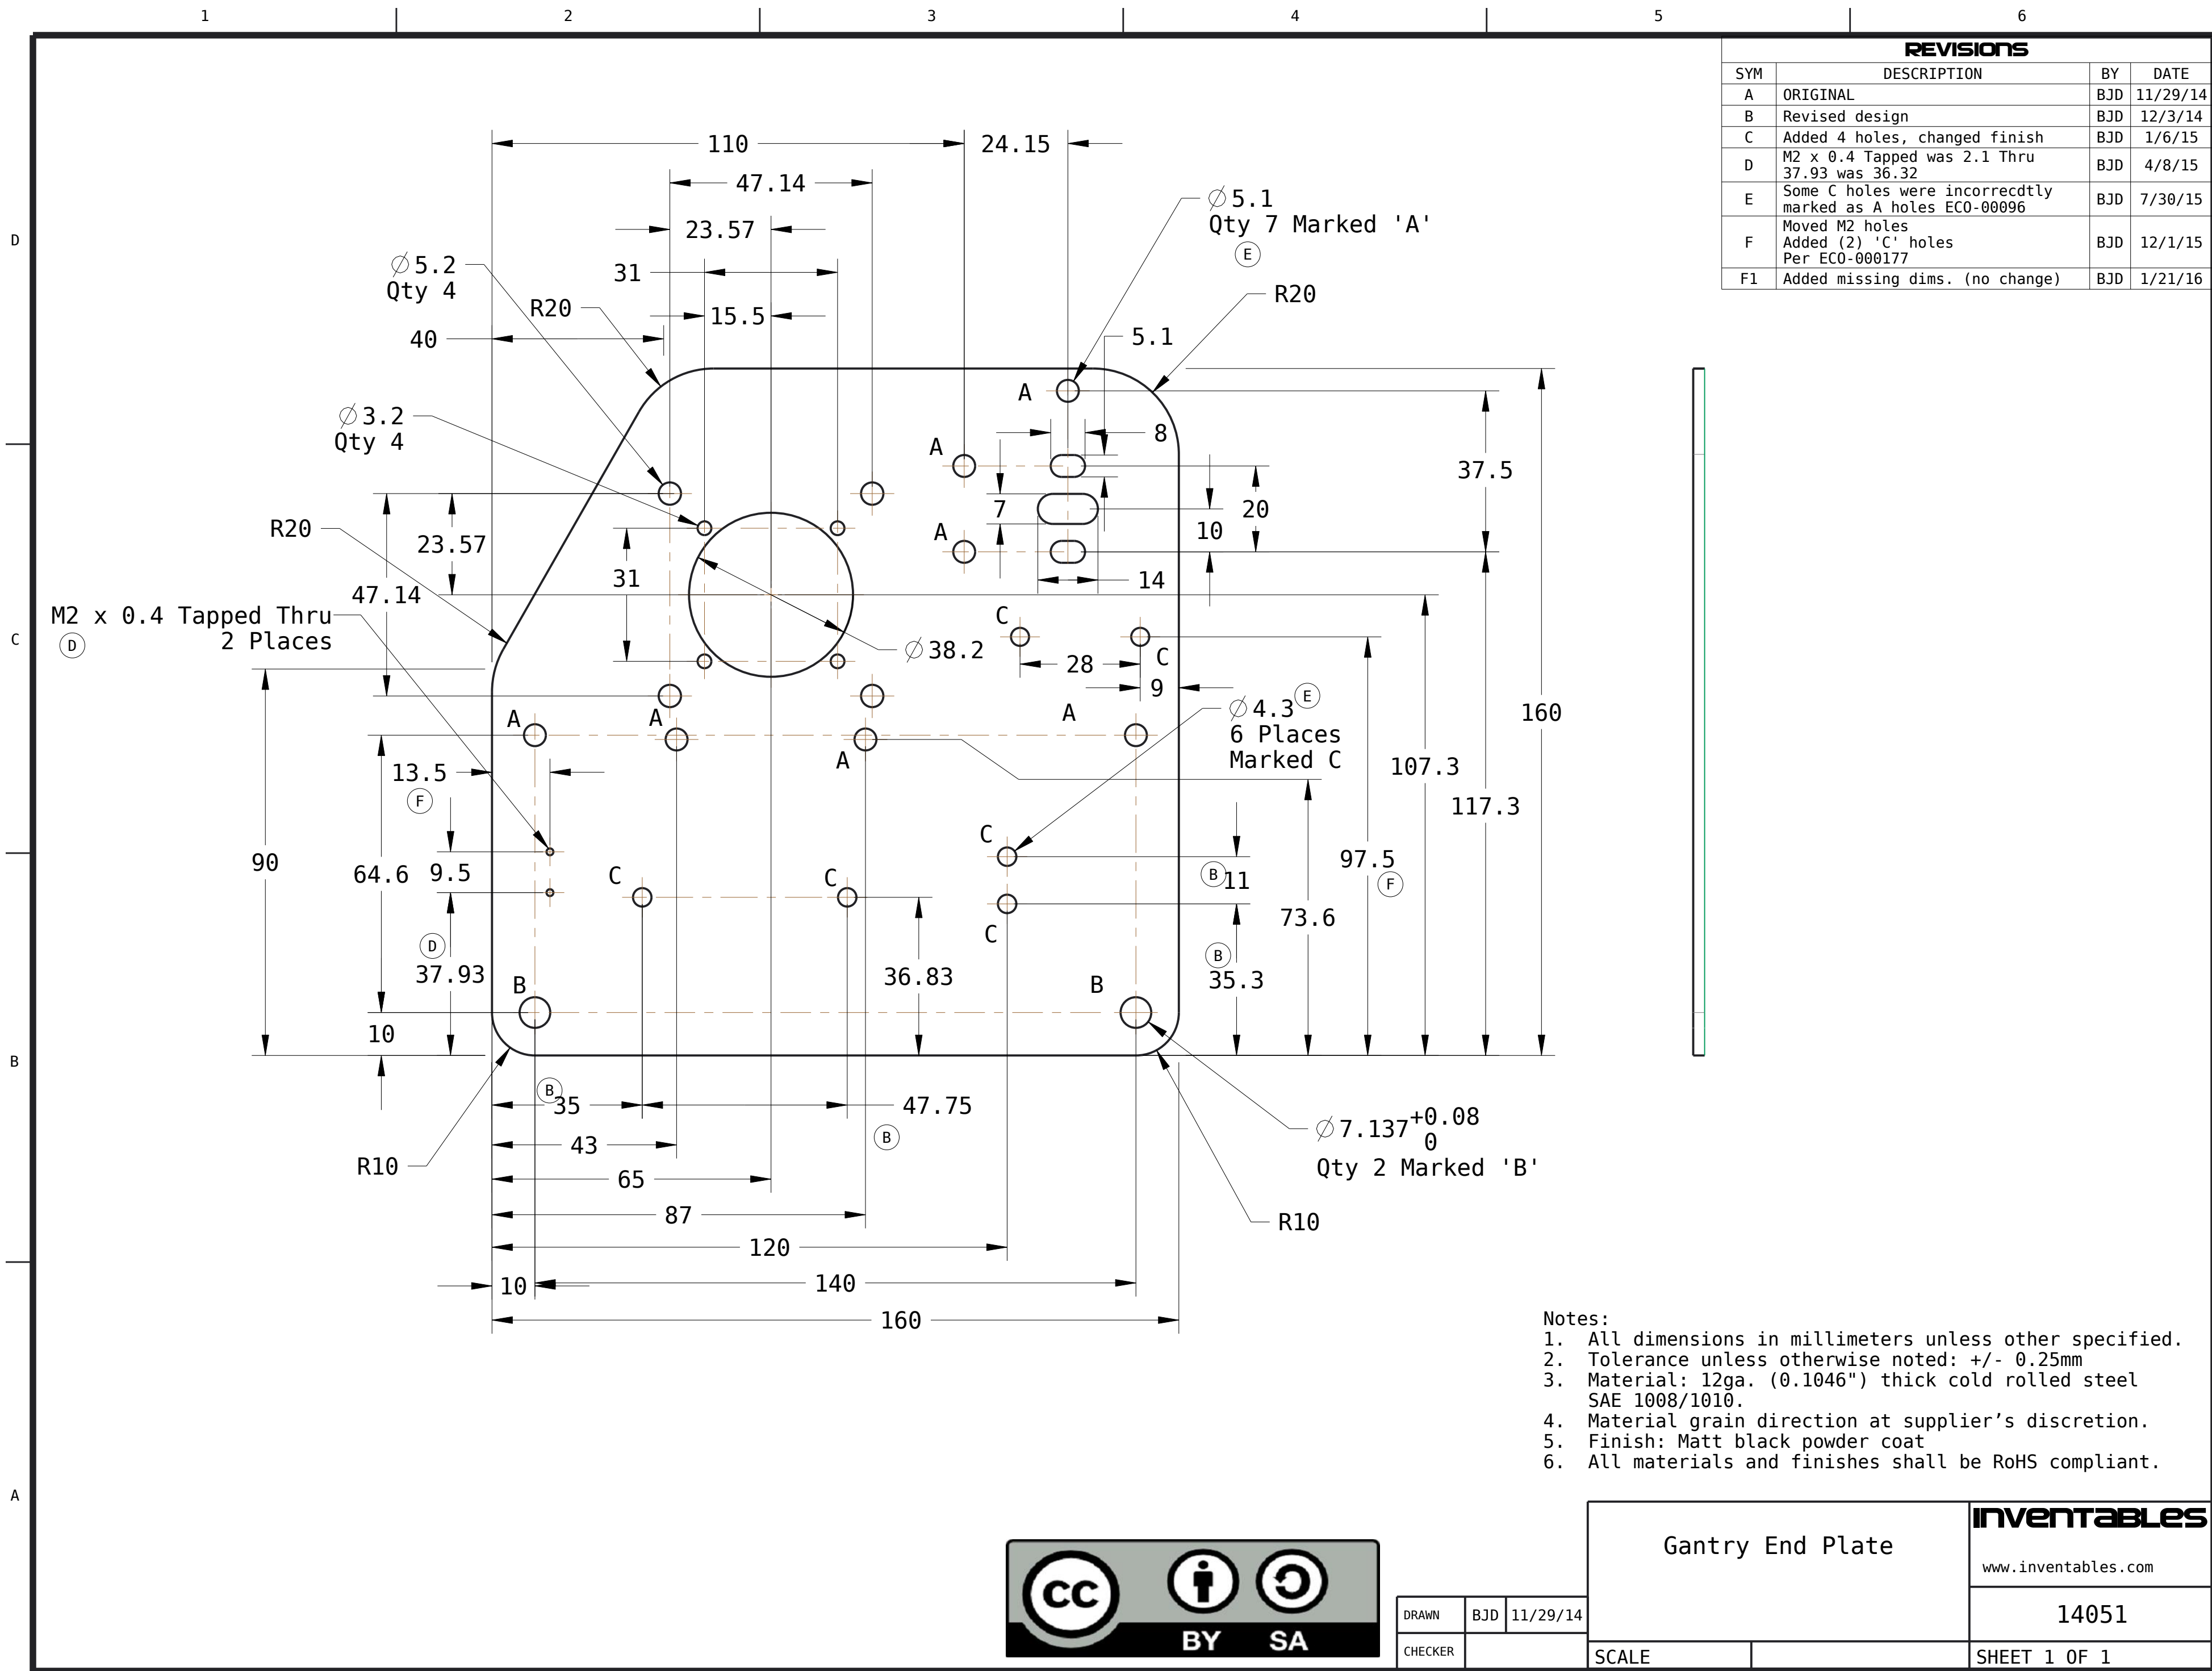 1 2 3 4 5 6
REVISIONS
SYM DESCRIPTION BY DATE
A ORIGINAL BJD 11/29/14
B Revised design BJD 12/3/14
C Added 4 holes, changed finish BJD 1/6/15
D M2 x 0.4 Tapped was 2.1 Thru
37.93 was 36.32 BJD 4/8/15
E Some C holes were incorrecdtly
marked as A holes ECO-00096 BJD 7/30/15
F Moved M2 holes
Added (2) 'C' holes
Per ECO-000177 BJD 12/1/15
F1 Added missing dims. (no change) BJD 1/21/16
110
24.15
47.14
∅5.1
Qty 7 Marked 'A'
E
23.57
D
∅5.2
Qty 4
31
R20
R20
15.5
40
5.1
A
∅3.2
Qty 4
8
A
37.5
7
20
R20
A
10
23.57
31
14
47.14
M2 x 0.4 Tapped Thru
2 Places
D
C
C
∅38.2
C
28
9
A
A
A
∅4.3
E
6 Places
Marked C
160
A
13.5
107.3
F
117.3
C
90
64.6
9.5
97.5
F
C
C
B
11
73.6
C
D
37.93
36.83
B
35.3
B
B
10
B
B
35
47.75
B
∅7.137 +0.08
0
Qty 2 Marked 'B'
43
R10
65
87
R10
120
10
140
160
Notes:
1. All dimensions in millimeters unless other specified.
2. Tolerance unless otherwise noted: +/- 0.25mm
3. Material: 12ga. (0.1046") thick cold rolled steel
SAE 1008/1010.
4. Material grain direction at supplier’s discretion.
5. Finish: Matt black powder coat
6. All materials and finishes shall be RoHS compliant.
A
cc
BY SA
Gantry End Plate
INVENTABLES
www.inventables.com
DRAWN BJD 11/29/14
14051
CHECKER
SCALE
SHEET 1 OF 1